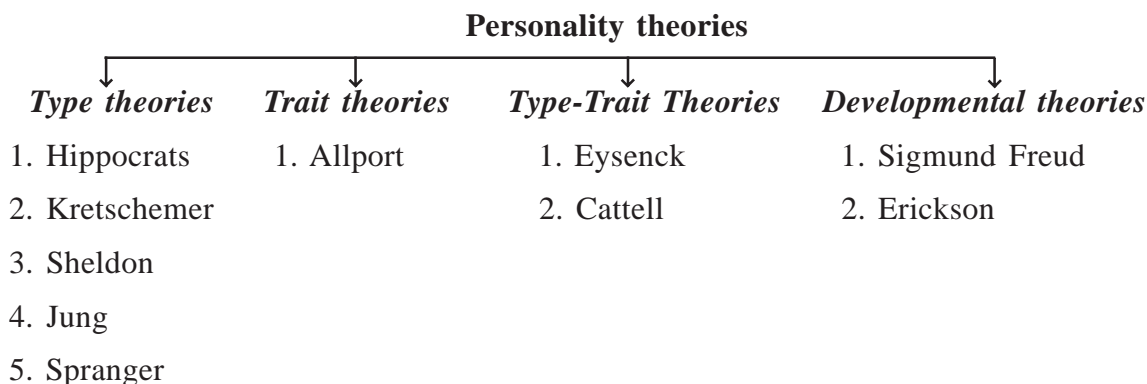 Personality theories
Type theories Trait theories Type-Trait Theories Developmental theories
1. Hippocrats 1. Allport 1. Eysenck 1. Sigmund Freud
2. Kretschemer 2. Cattell 2. Erickson
3. Sheldon
4. Jung
5. Spranger